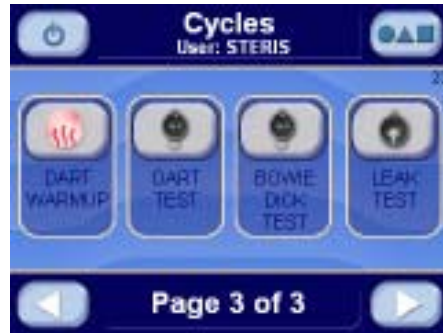 Cycles
User: STERIS
2
DART
WARMUP
DART
TEST
BOWIE
DICK
TEST
LEAK
TEST
Page 3 of 3